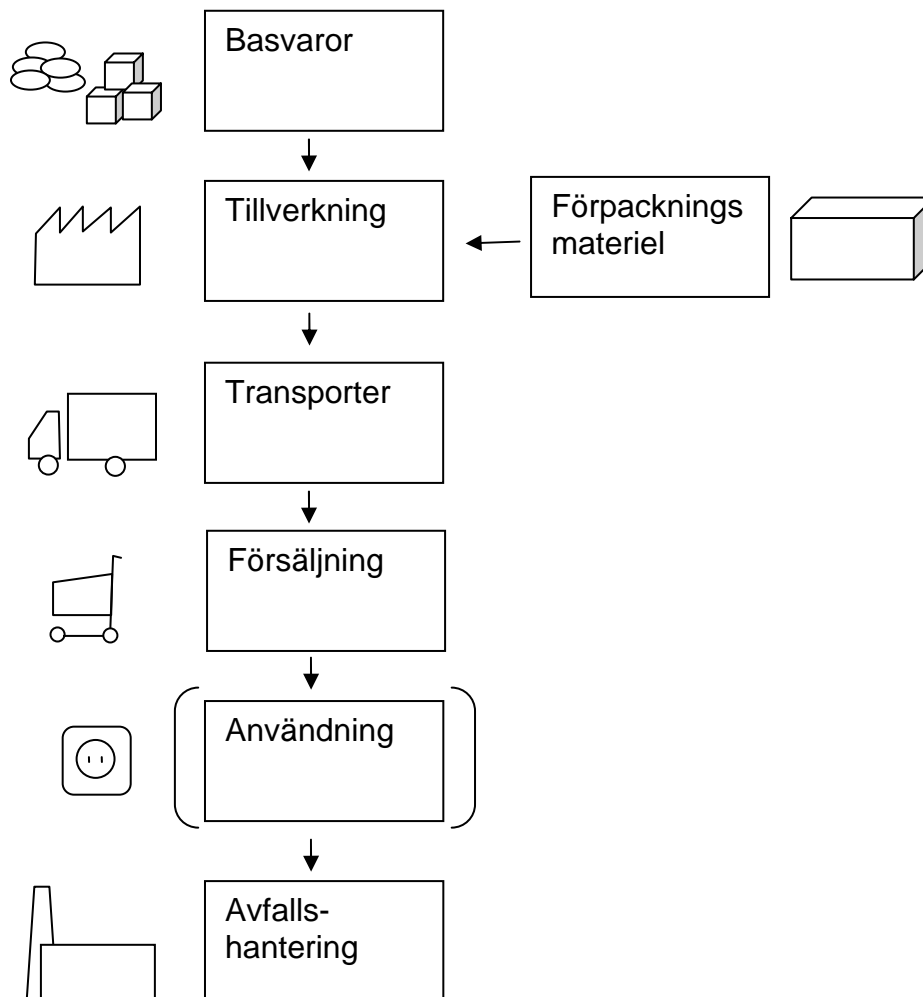 Basvaror
Tillverkning
Förpacknings
materiel
Transporter
Försäljning
Användning
Avfalls-
hantering